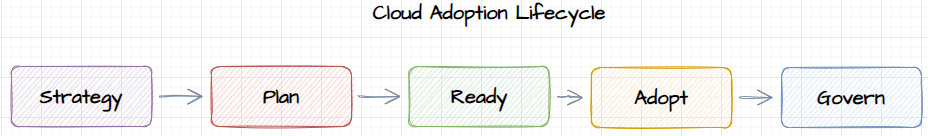 Cloud Adoption Lifecycle
Strategy
Plan
Ready
Adopt
Govern